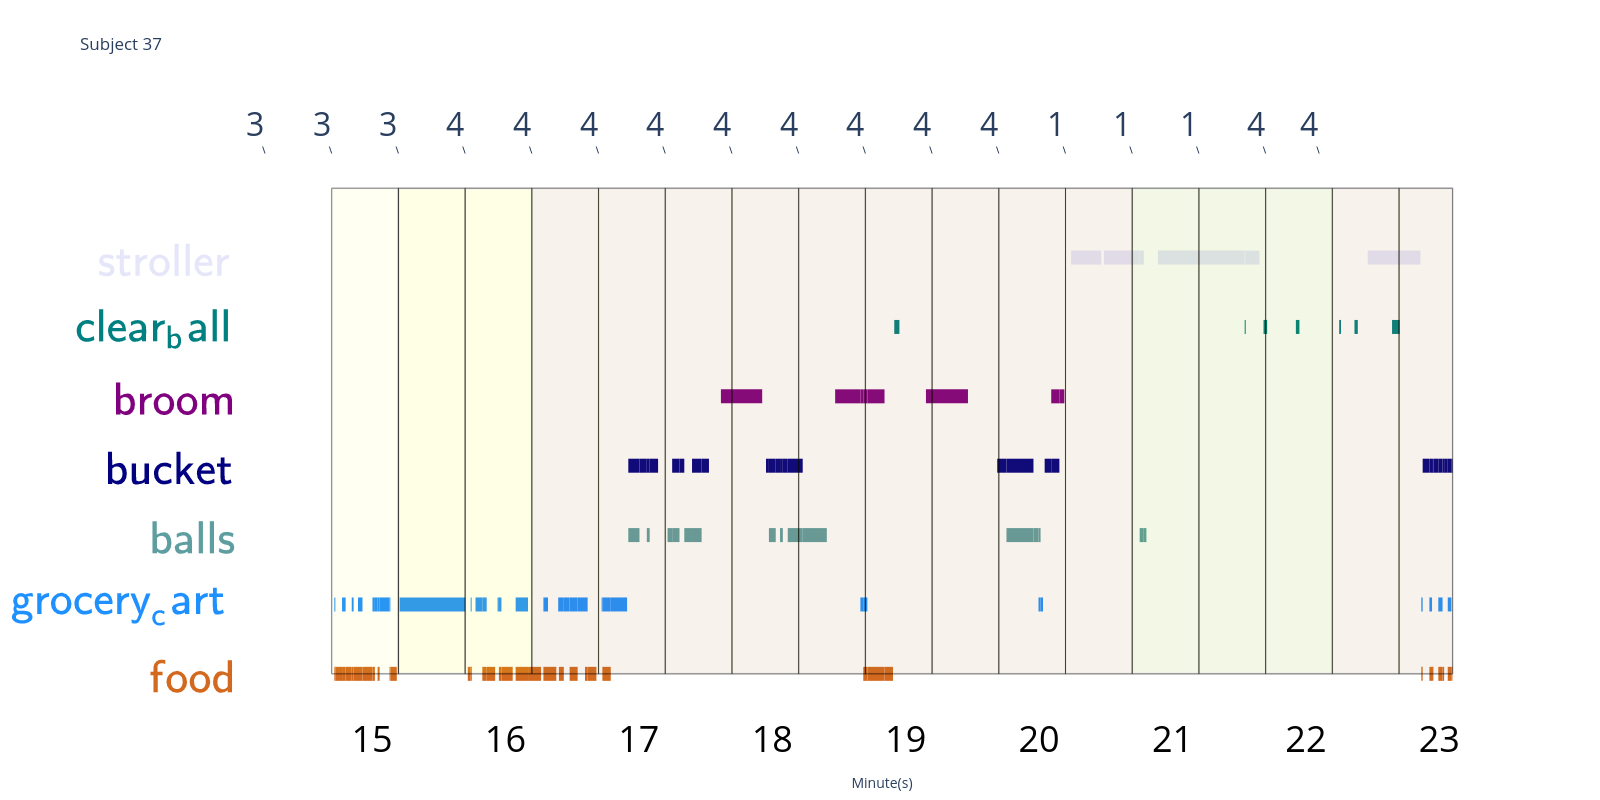 Subject 37
3 3 3 4 4 4 4 4 4 4 4 4 1 1 1 4 4
stroller
clear_ball
broom
bucket
balls
grocery_cart
food
15 16 17 18 19 20 21 22 23
Minute(s)